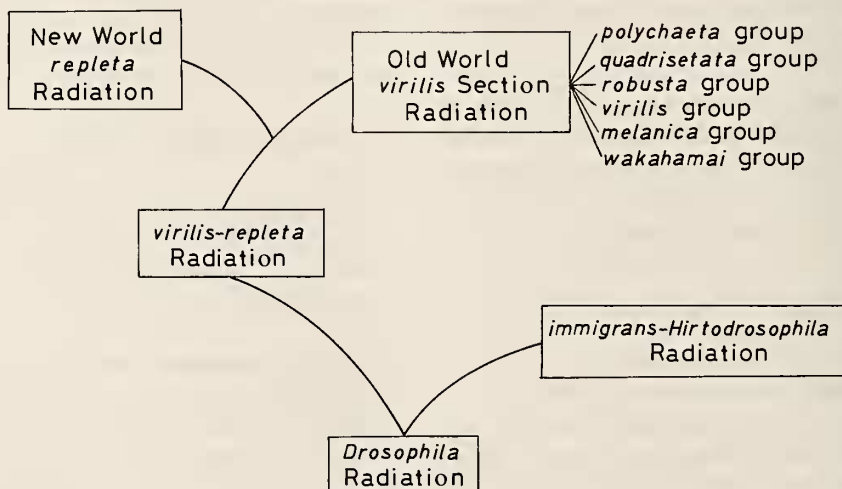 New World
repleta
Radiation
Old World
virilis Section
Radiation
polychaeta group
quadrisetata group
robusta group
virilis group
melanica group
wakahamai group
virilis-repleta
Radiation
immigrans-Hirtodrosophila
Radiation
Drosophila
Radiation